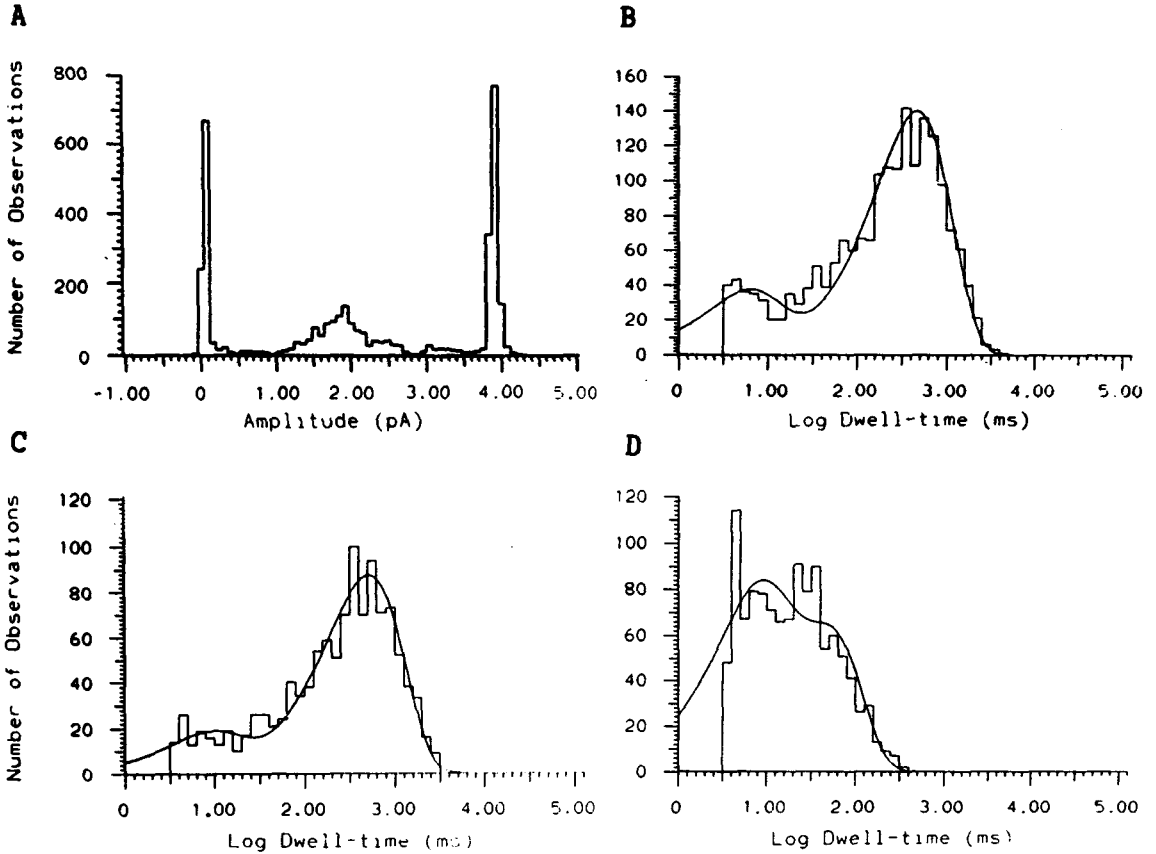 A
Number of Observations
800
600
400
200
0
-1.00 0 1.00 2.00 3.00 4.00 5.00
Amplitude (pA)
B
160
140
120
100
80
60
40
20
0
0 1.00 2.00 3.00 4.00 5.00
Log Dwell-time (ms)
C
Number of Observations
120
100
80
60
40
20
0
0 1.00 2.00 3.00 4.00 5.00
Log Dwell-time (ms)
D
120
100
80
60
40
20
0
0 1.00 2.00 3.00 4.00 5.00
Log Dwell-time (ms)